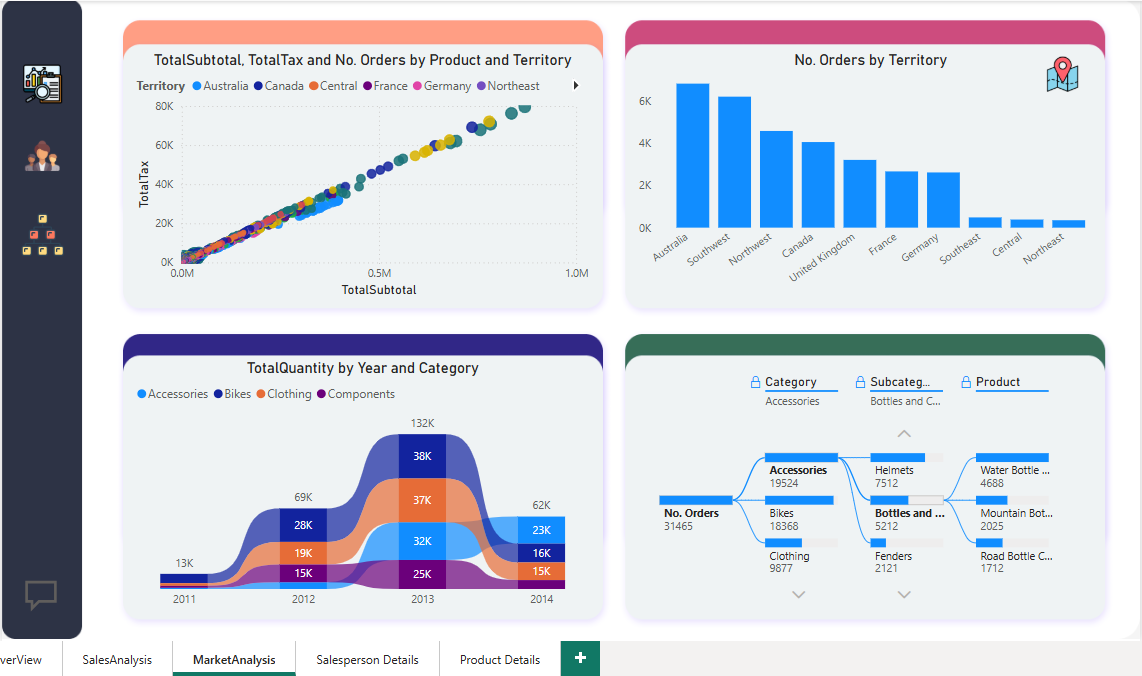 TotalSubtotal, TotalTax and No. Orders by Product and Territory
Territory Australia Canada Central France Germany Northeast
80K
60K
40K
20K
0K
TotalTax
0.0M 0.5M 1.0M
TotalSubtotal
No. Orders by Territory
6K
4K
2K
0K
Australia
Southwest
Northwest
Canada
United Kingdom
France
Germany
Southeast
Central
Northeast
TotalQuantity by Year and Category
Accessories Bikes Clothing Components
13K
69K
28K
19K
15K
132K
38K
37K
32K
25K
62K
23K
16K
15K
2011 2012 2013 2014
Category Subcateg... Product
Accessories Bottles and C...
No. Orders
31465
Accessories
19524
Bikes
18368
Clothing
9877
Helmets
7512
Bottles and ...
5212
Fenders
2121
Water Bottle ...
4688
Mountain Bot...
2025
Road Bottle C...
1712
verView SalesAnalysis MarketAnalysis Salesperson Details Product Details +